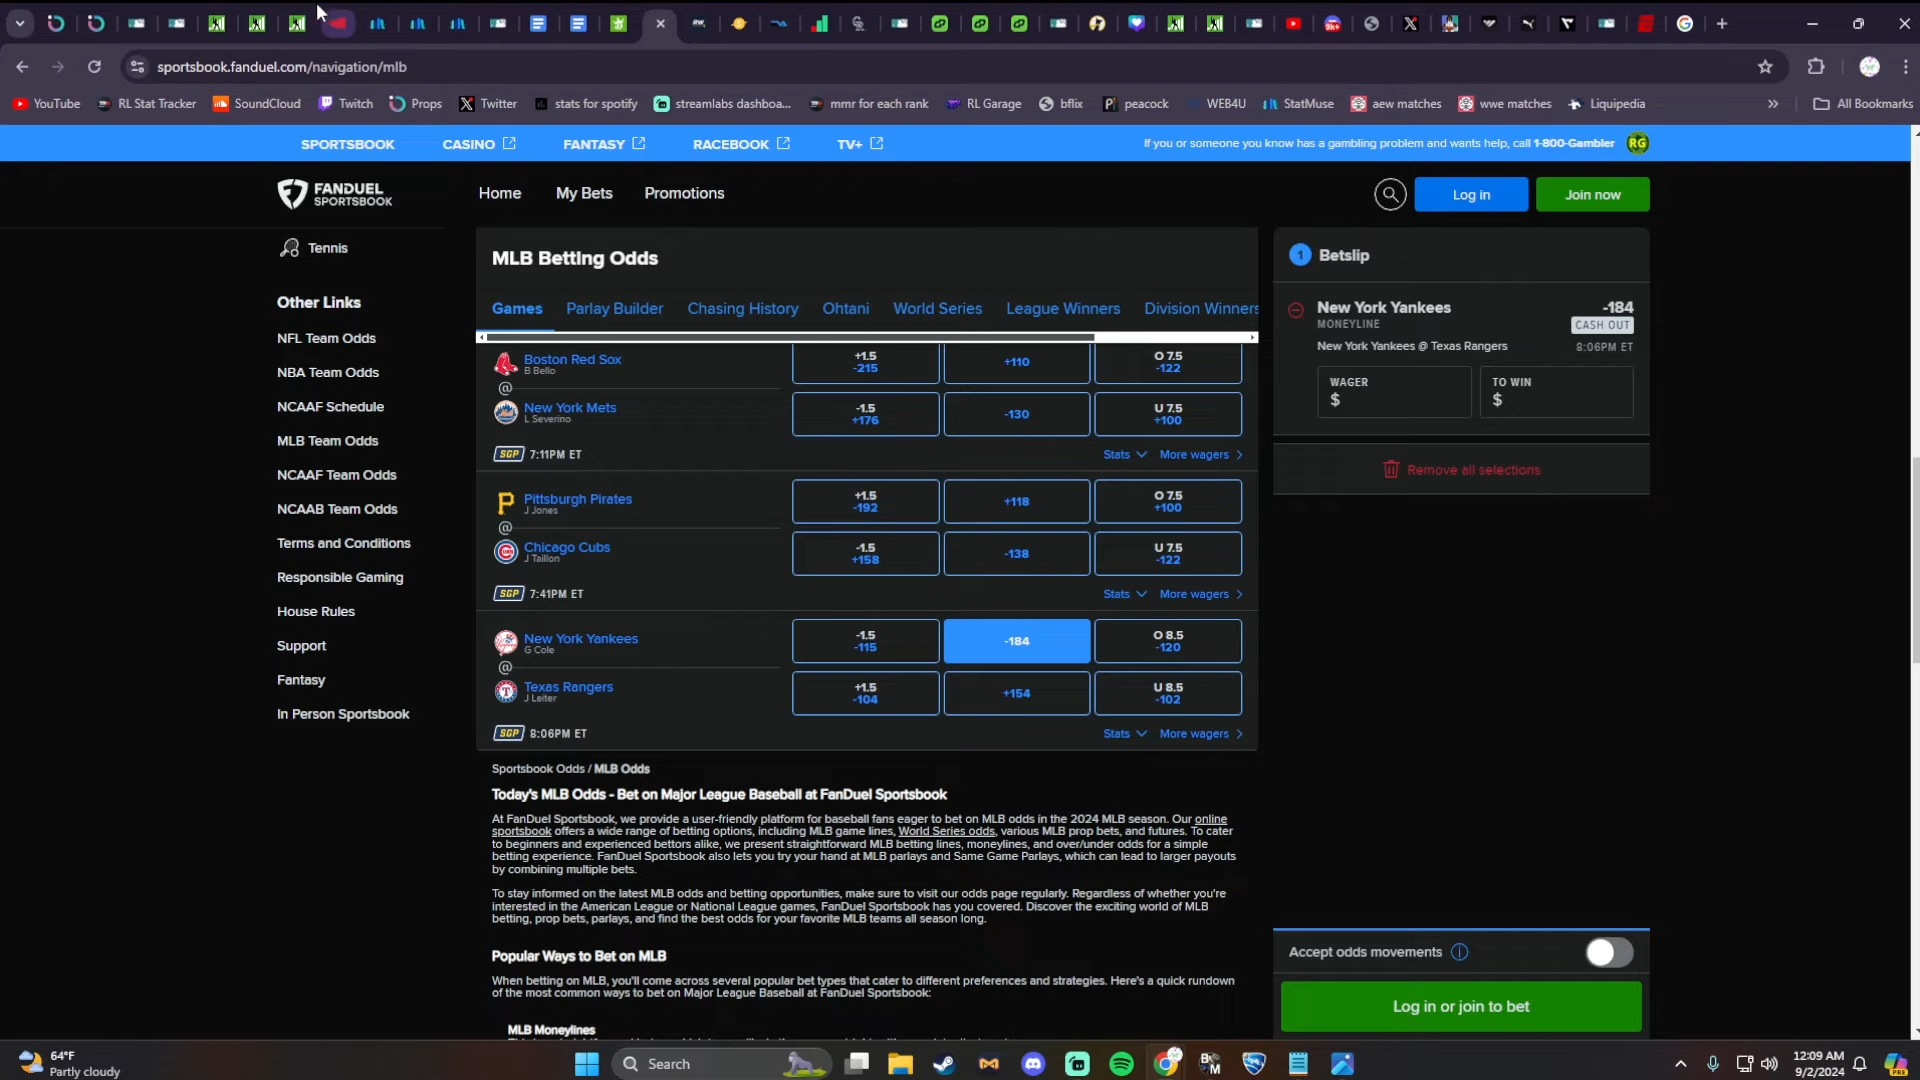 sportsbook.fanduel.com/navigation/mlb
YouTube
RL Stat Tracker
SoundCloud
Twitch
Props
Twitter
stats for spotify
streamlabs dashboa...
mmr for each rank
RL Garage
bflix
peacock
WEB4U
StatMuse
aew matches
wwe matches
Liquipedia
All Bookmarks
SPORTSBOOK
CASINO
FANTASY
RACEBOOK
TV+
If you or someone you know has a gambling problem and wants help, call 1-800-Gambler
RG
FANDUEL
SPORTSBOOK
Home
My Bets
Promotions
Log in
Join now
Tennis
Other Links
NFL Team Odds
NBA Team Odds
NCAAF Schedule
MLB Team Odds
NCAAF Team Odds
NCAAB Team Odds
Terms and Conditions
Responsible Gaming
House Rules
Support
Fantasy
In Person Sportsbook
MLB Betting Odds
Games
Parlay Builder
Chasing History
Ohtani
World Series
League Winners
Division Winners
Boston Red Sox
B Bello
+1.5
-215
+110
O 7.5
-122
@
New York Mets
L Severino
-1.5
+176
-130
U 7.5
+100
SGP 7:11PM ET
Stats
More wagers
Pittsburgh Pirates
J Jones
+1.5
-192
+118
O 7.5
+100
@
Chicago Cubs
J Taillon
-1.5
+158
-138
U 7.5
-122
SGP 7:41PM ET
Stats
More wagers
New York Yankees
G Cole
-1.5
-115
-184
O 8.5
-120
@
Texas Rangers
J Leiter
+1.5
-104
+154
U 8.5
-102
SGP 8:06PM ET
Stats
More wagers
Sportsbook Odds / MLB Odds
Today's MLB Odds - Bet on Major League Baseball at FanDuel Sportsbook
At FanDuel Sportsbook, we provide a user-friendly platform for baseball fans eager to bet on MLB odds in the 2024 MLB season. Our online
sportsbook offers a wide range of betting options, including MLB game lines, World Series odds, various MLB prop bets, and futures. To cater
to beginners and experienced bettors alike, we present straightforward MLB betting lines, moneylines, and over/under odds for a simple
betting experience. FanDuel Sportsbook also lets you try your hand at MLB parlays and Same Game Parlays, which can lead to larger payouts
by combining multiple bets.
To stay informed on the latest MLB odds and betting opportunities, make sure to visit our odds page regularly. Regardless of whether you're
interested in the American League or National League games, FanDuel Sportsbook has you covered. Discover the exciting world of MLB
betting, prop bets, parlays, and find the best odds for your favorite MLB teams all season long.
Popular Ways to Bet on MLB
When betting on MLB, you'll come across several popular bet types that cater to different preferences and strategies. Here's a quick rundown
of the most common ways to bet on Major League Baseball at FanDuel Sportsbook:
MLB Moneylines
1 Betslip
New York Yankees
-184
MONEYLINE
CASH OUT
New York Yankees @ Texas Rangers
8:06PM ET
WAGER
$
TO WIN
$
Remove all selections
Accept odds movements
Log in or join to bet
64°F
Partly cloudy
Search
12:09 AM
9/2/2024